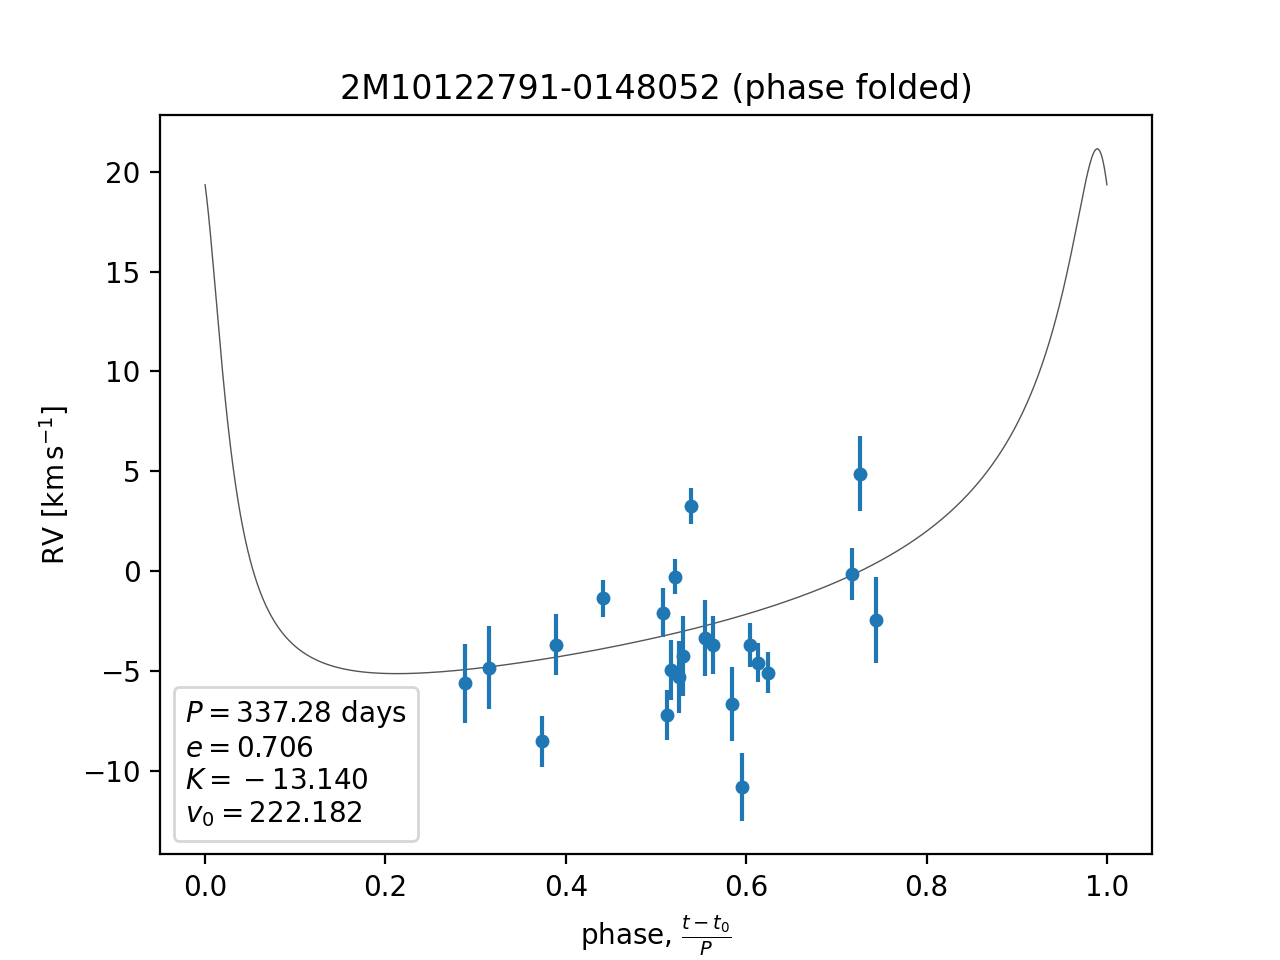 2M10122791-0148052 (phase folded)
20
15
10
5
0
−5
−10
RV [km s⁻¹]
P = 337.28 days
e = 0.706
K = −13.140
v₀ = 222.182
0.0 0.2 0.4 0.6 0.8 1.0
phase, (t − t₀)/P